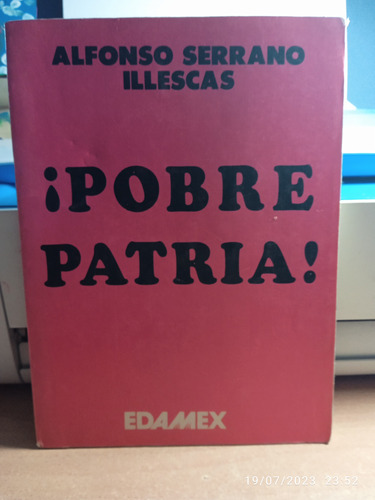 ALFONSO SERRANO
ILLESCAS
¡POBRE
PATRIA!
EDAMEX
19/07/2023 23:52